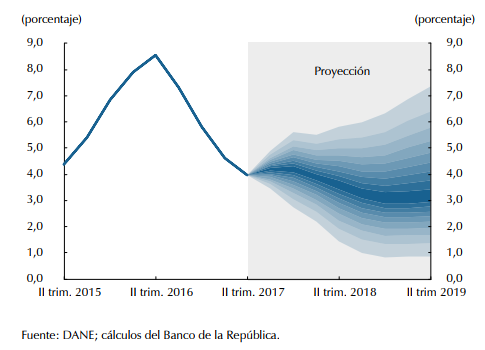 (porcentaje) (porcentaje)
9,0 9,0
8,0 8,0
Proyección
7,0 7,0
6,0 6,0
5,0 5,0
4,0 4,0
3,0 3,0
2,0 2,0
1,0 1,0
0,0 0,0
II trim. 2015 II trim. 2016 II trim. 2017 II trim. 2018 II trim 2019
Fuente: DANE; cálculos del Banco de la República.